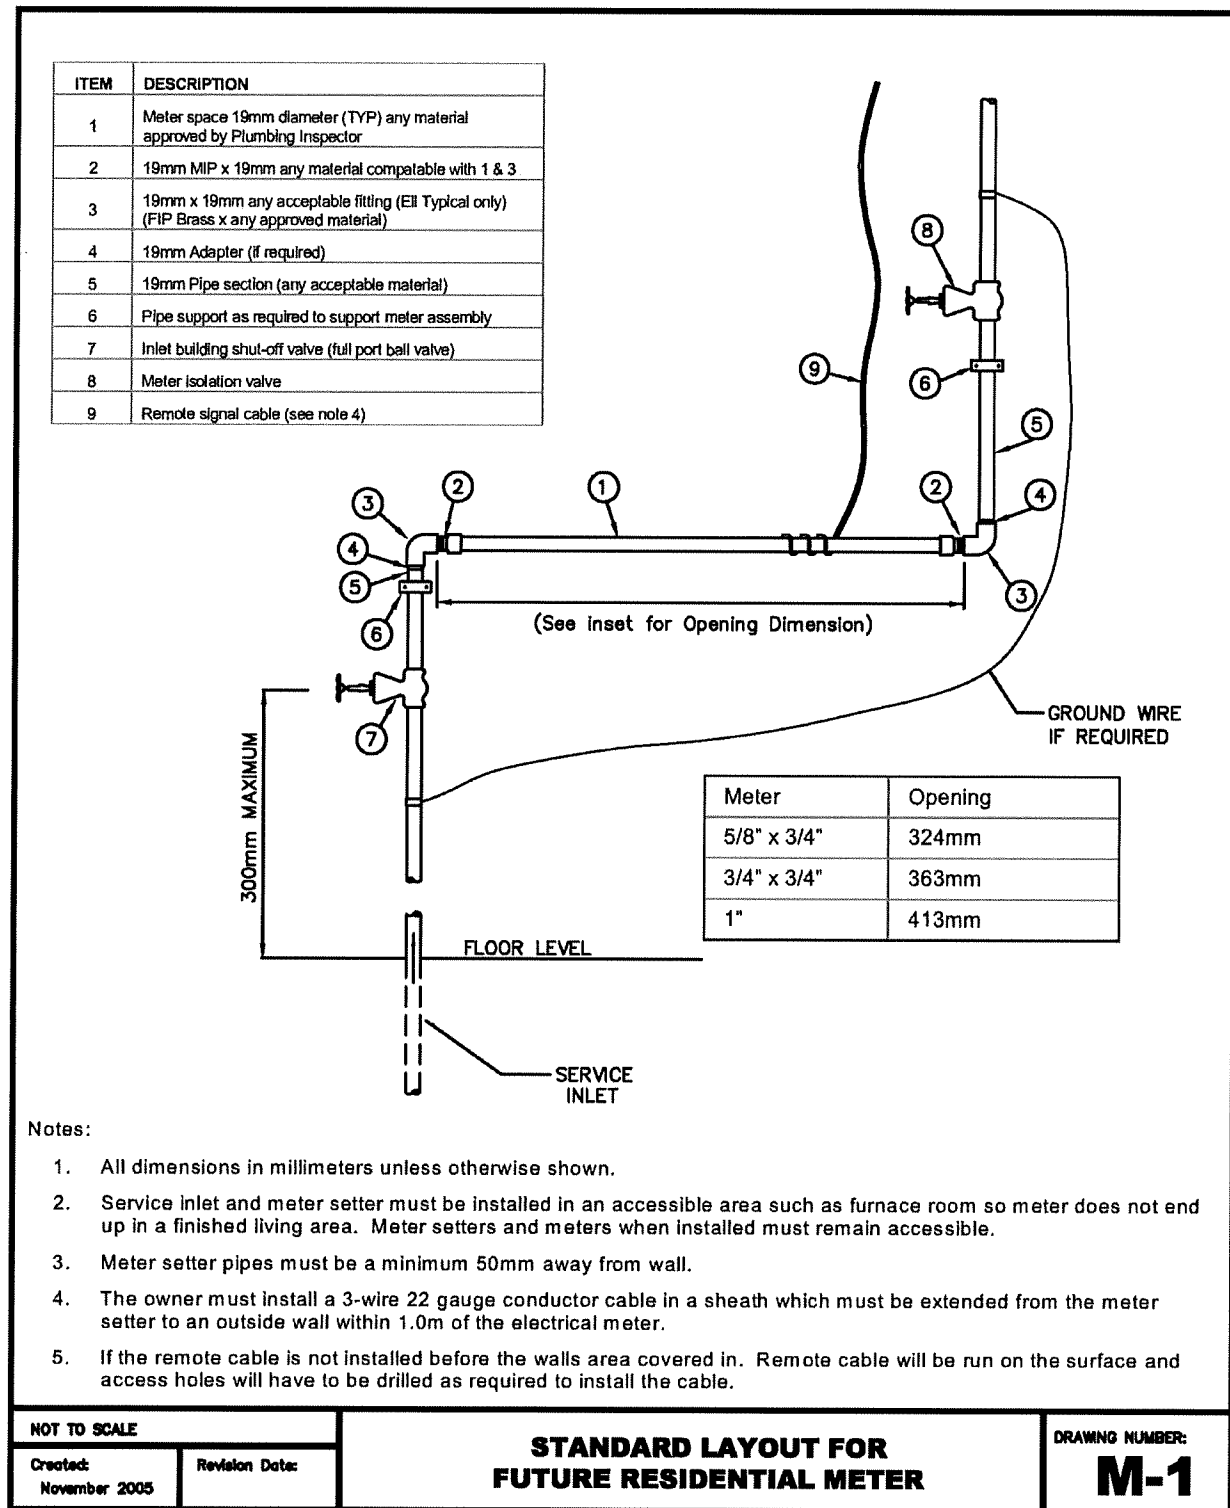 ITEM DESCRIPTION
1 Meter space 19mm diameter (TYP) any material
approved by Plumbing Inspector
2 19mm MIP x 19mm any material compatable with 1 & 3
3 19mm x 19mm any acceptable fitting (Ell Typical only)
(FIP Brass x any approved material)
4 19mm Adapter (if required)
5 19mm Pipe section (any acceptable material)
6 Pipe support as required to support meter assembly
7 Inlet building shut-off valve (full port ball valve)
8 Meter isolation valve
9 Remote signal cable (see note 4)
8
9
6
5
3
2
1
2
4
4
5
3
6
(See inset for Opening Dimension)
7
GROUND WIRE
IF REQUIRED
300mm MAXIMUM
Meter Opening
5/8" x 3/4" 324mm
3/4" x 3/4" 363mm
1" 413mm
FLOOR LEVEL
SERVICE
INLET
Notes:
1. All dimensions in millimeters unless otherwise shown.
2. Service inlet and meter setter must be installed in an accessible area such as furnace room so meter does not end
up in a finished living area. Meter setters and meters when installed must remain accessible.
3. Meter setter pipes must be a minimum 50mm away from wall.
4. The owner must install a 3-wire 22 gauge conductor cable in a sheath which must be extended from the meter
setter to an outside wall within 1.0m of the electrical meter.
5. If the remote cable is not installed before the walls area covered in. Remote cable will be run on the surface and
access holes will have to be drilled as required to install the cable.
NOT TO SCALE
Created:
November 2005
Revision Date:
STANDARD LAYOUT FOR
FUTURE RESIDENTIAL METER
DRAWING NUMBER:
M-1